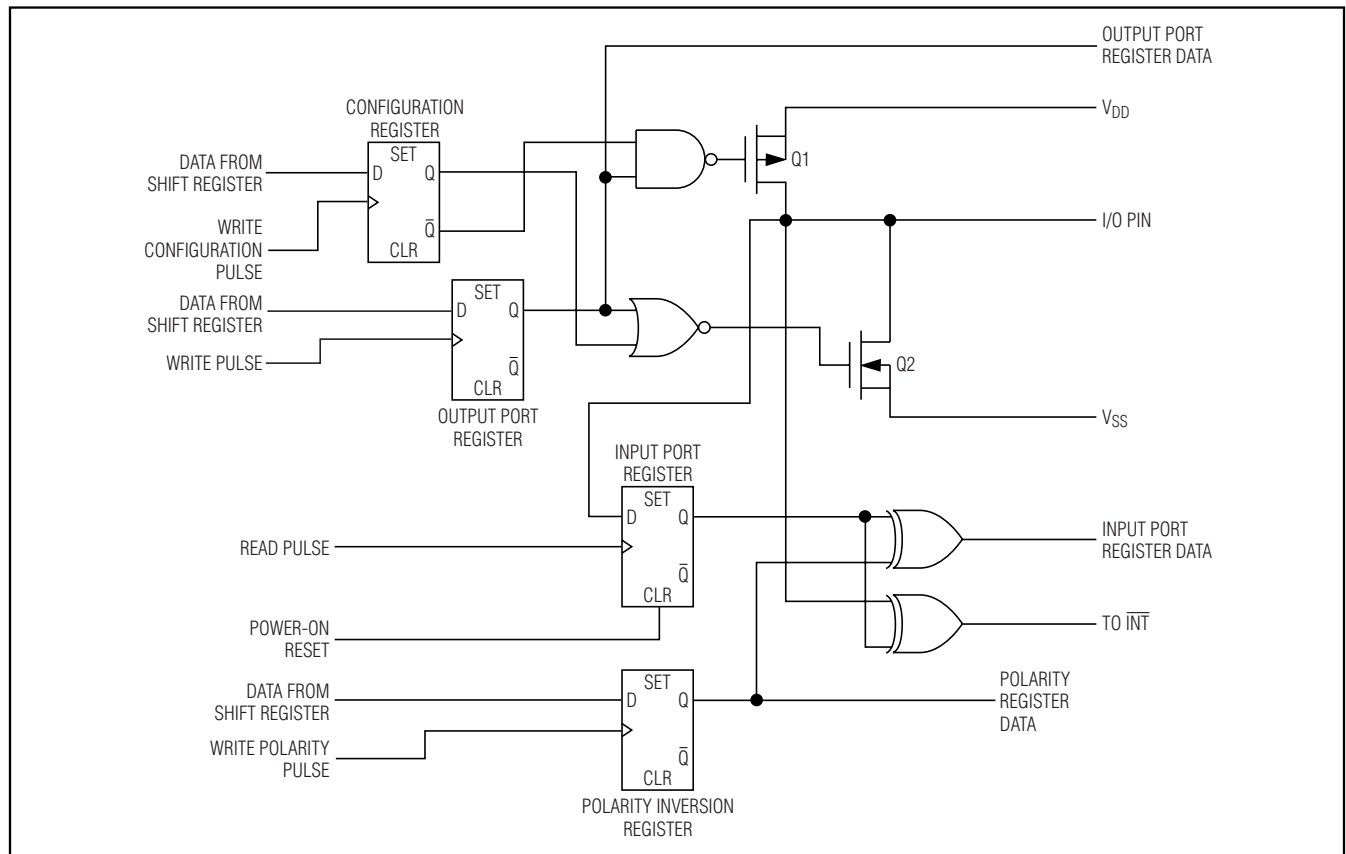 OUTPUT PORT
REGISTER DATA
CONFIGURATION
REGISTER
V_DD
DATA FROM
SHIFT REGISTER
SET
D
Q
Q̅
CLR
Q1
WRITE
CONFIGURATION
PULSE
I/O PIN
DATA FROM
SHIFT REGISTER
SET
D
Q
Q̅
CLR
WRITE PULSE
OUTPUT PORT
REGISTER
Q2
V_SS
INPUT PORT
REGISTER
SET
D
Q
Q̅
CLR
READ PULSE
INPUT PORT
REGISTER DATA
POWER-ON
RESET
TO I̅N̅T̅
DATA FROM
SHIFT REGISTER
SET
D
Q
Q̅
CLR
POLARITY
REGISTER
DATA
WRITE POLARITY
PULSE
POLARITY INVERSION
REGISTER